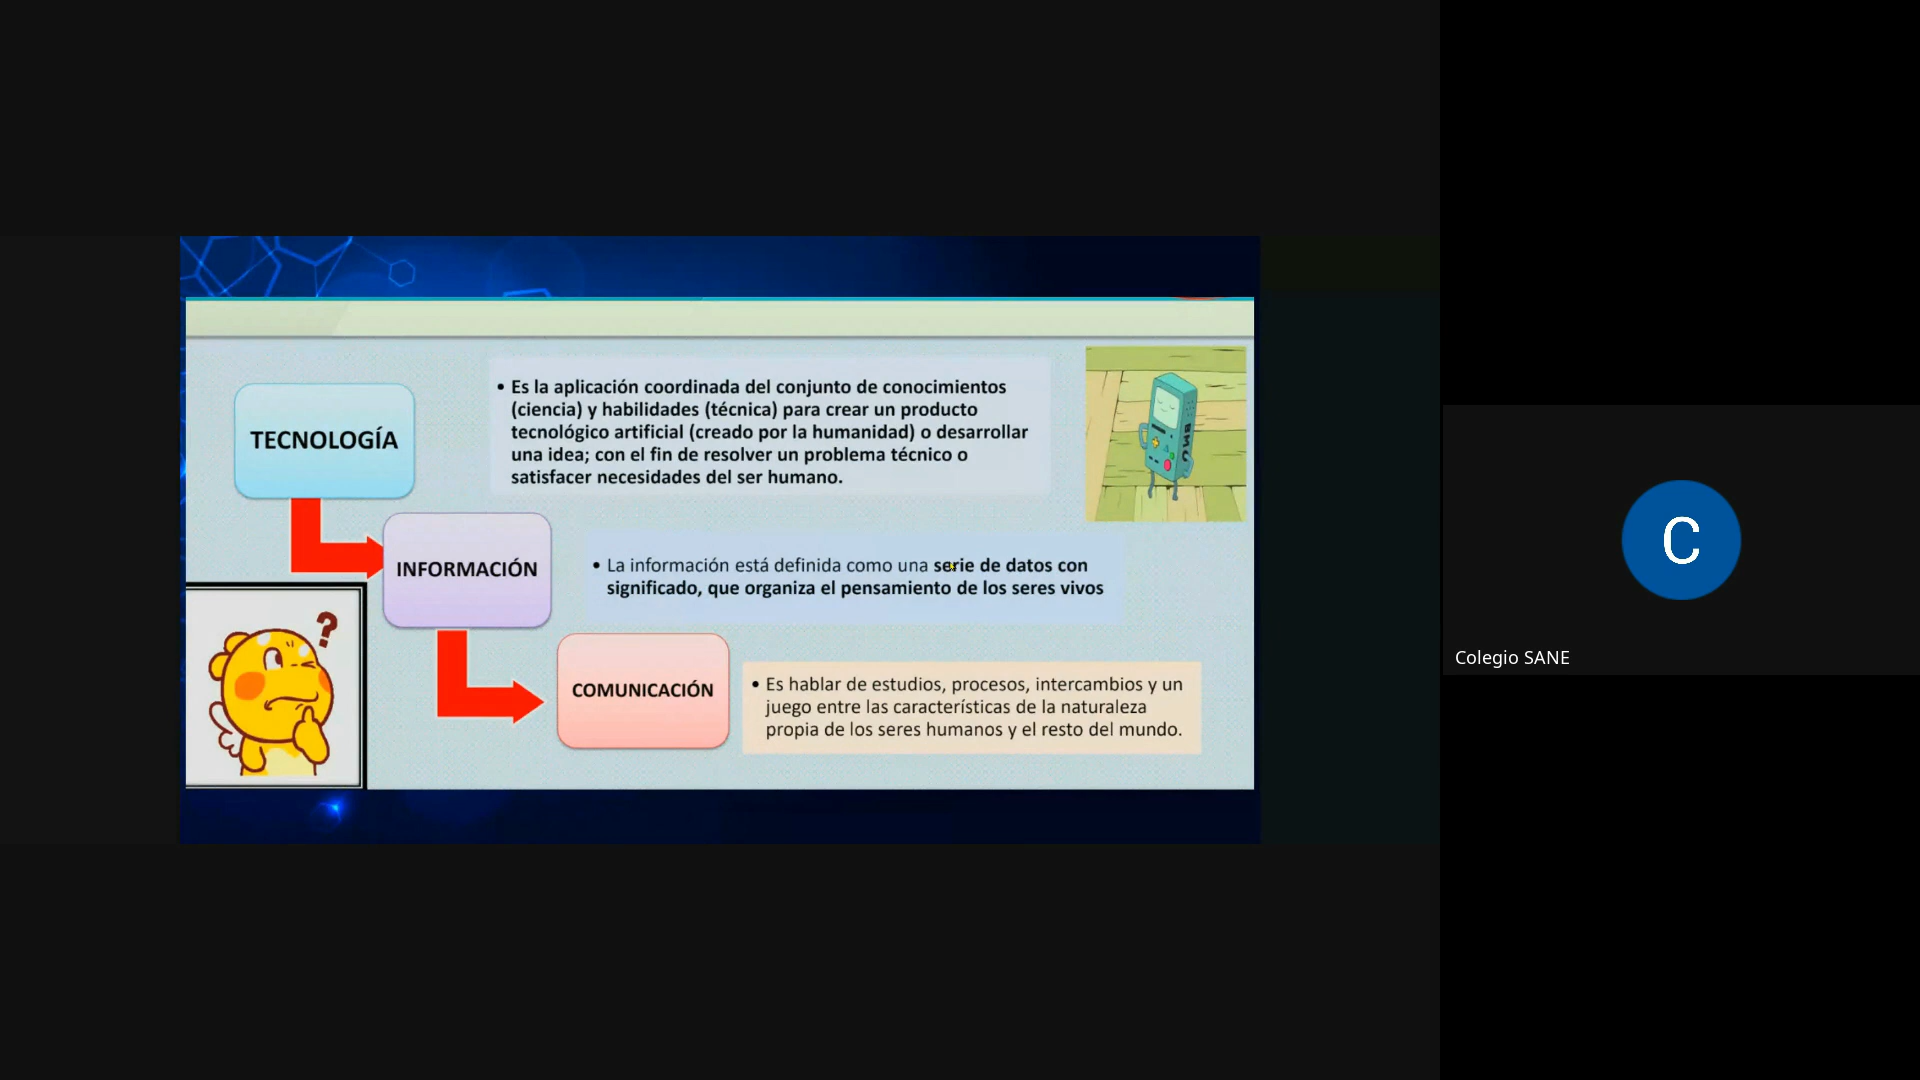 TECNOLOGÍA
• Es la aplicación coordinada del conjunto de conocimientos
(ciencia) y habilidades (técnica) para crear un producto
tecnológico artificial (creado por la humanidad) o desarrollar
una idea; con el fin de resolver un problema técnico o
satisfacer necesidades del ser humano.
BMO
INFORMACIÓN
• La información está definida como una serie de datos con
significado, que organiza el pensamiento de los seres vivos
?
COMUNICACIÓN
• Es hablar de estudios, procesos, intercambios y un
juego entre las características de la naturaleza
propia de los seres humanos y el resto del mundo.
C
Colegio SANE